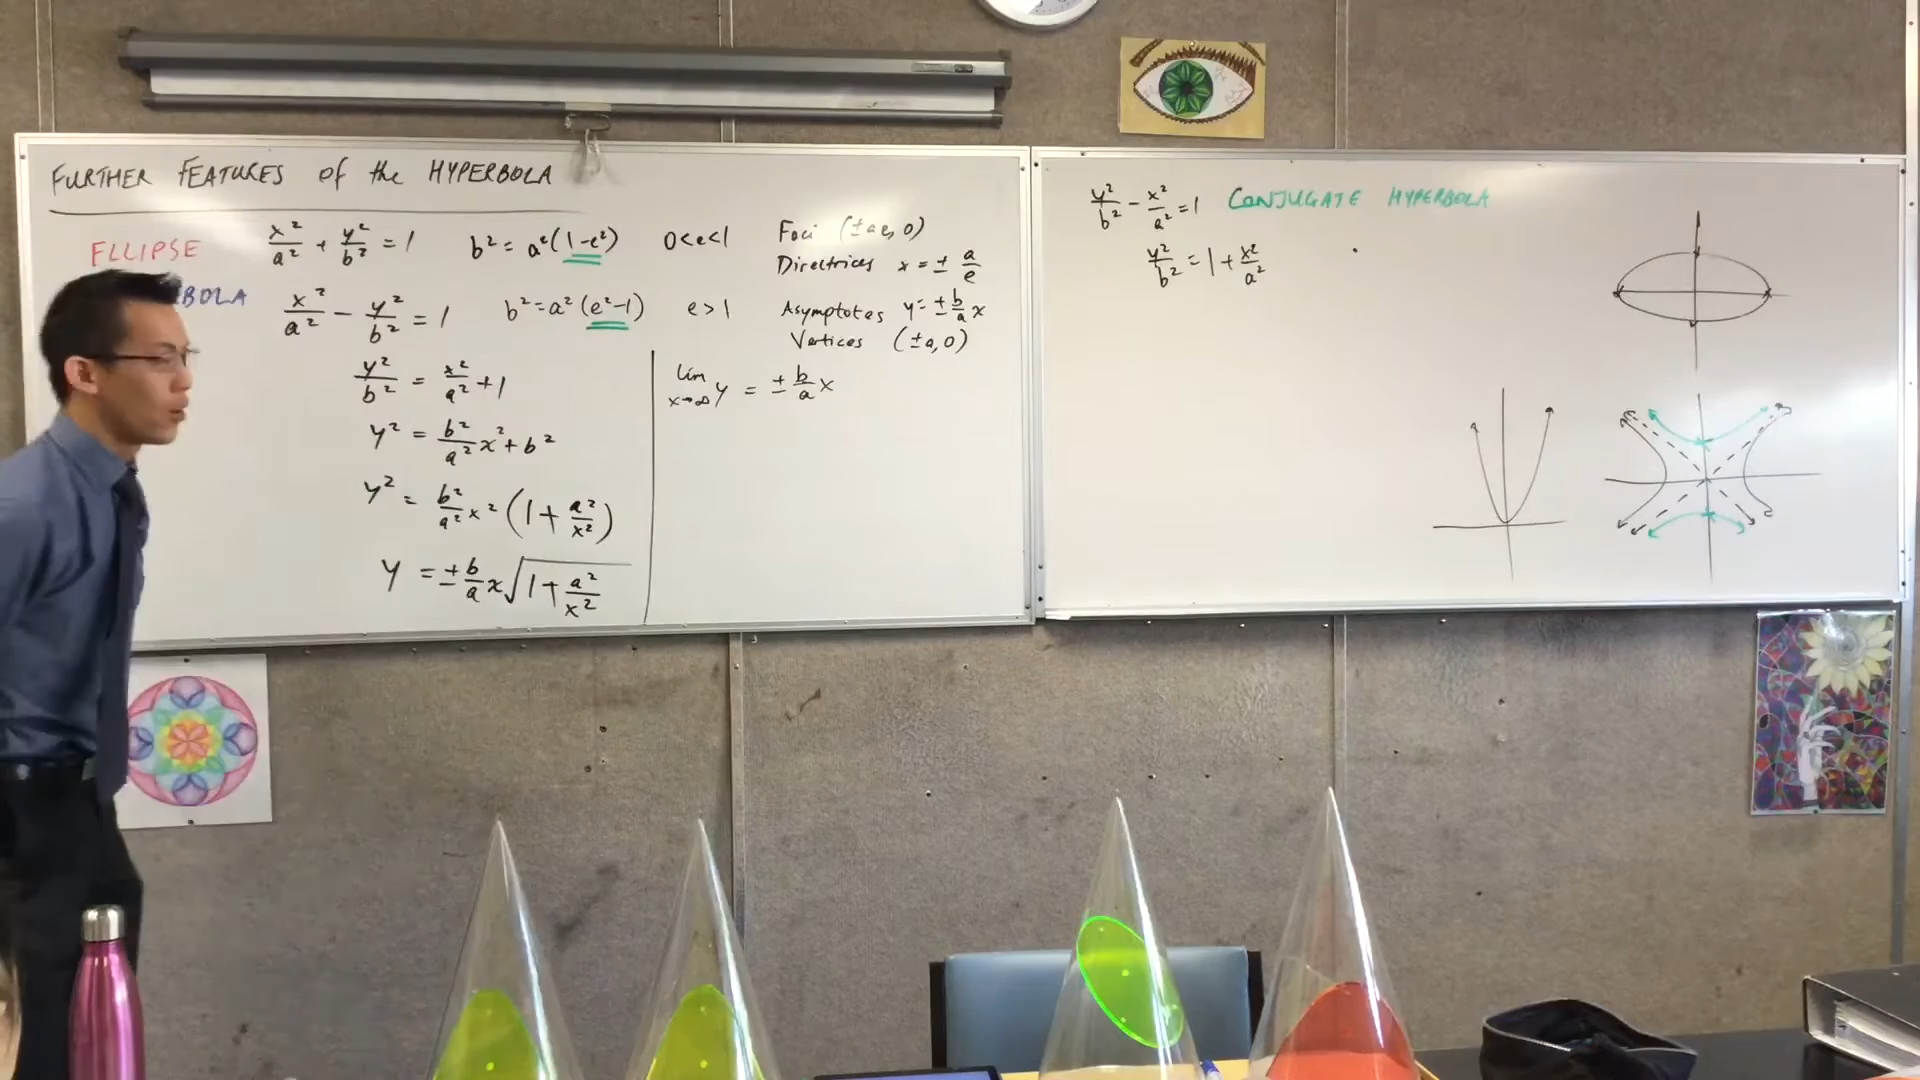 FURTHER FEATURES of the HYPERBOLA
ELLIPSE x²/a² + y²/b² = 1 b² = a²(1-e²) 0<e<1
BOLA x²/a² - y²/b² = 1 b² = a²(e²-1) e>1
y²/b² = x²/a² + 1
y² = b²/a² x² + b²
y² = b²/a² x² (1 + a²/x²)
y = ± b/a x √(1 + a²/x²)
Foci (±ae, 0)
Directrices x = ± a/e
Asymptotes y = ± b/a x
Vertices (±a, 0)
lim x→∞ y = ± b/a x
y²/b² - x²/a² = 1 CONJUGATE HYPERBOLA
y²/b² = 1 + x²/a²